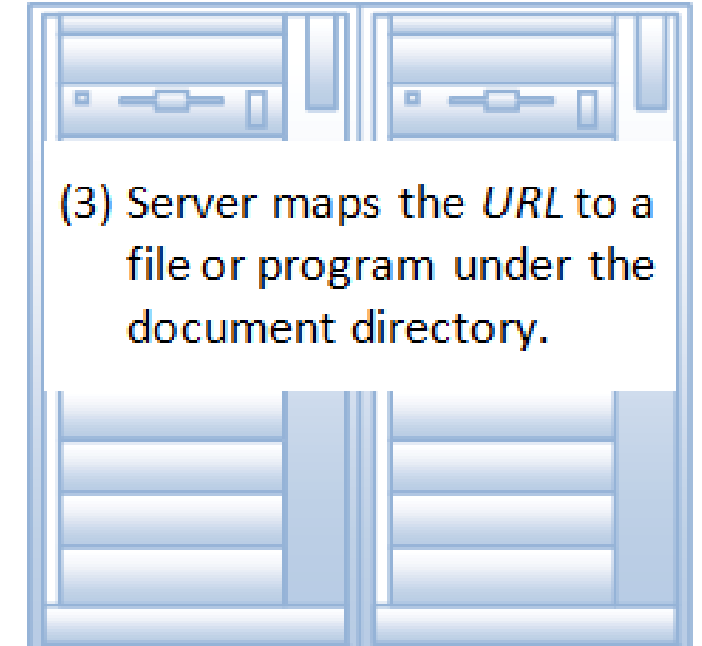 (3) Server maps the URL to a
file or program under the
document directory.